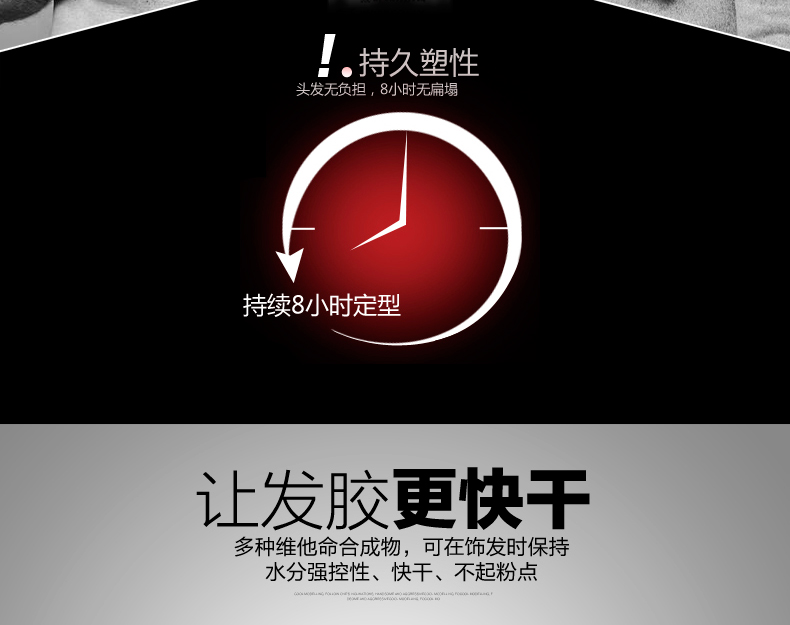 !.持久塑性
头发无负担，8小时无扁塌
持续8小时定型
让发胶更快干
多种维他命合成物，可在饰发时保持
水分强控性、快干、不起粉点